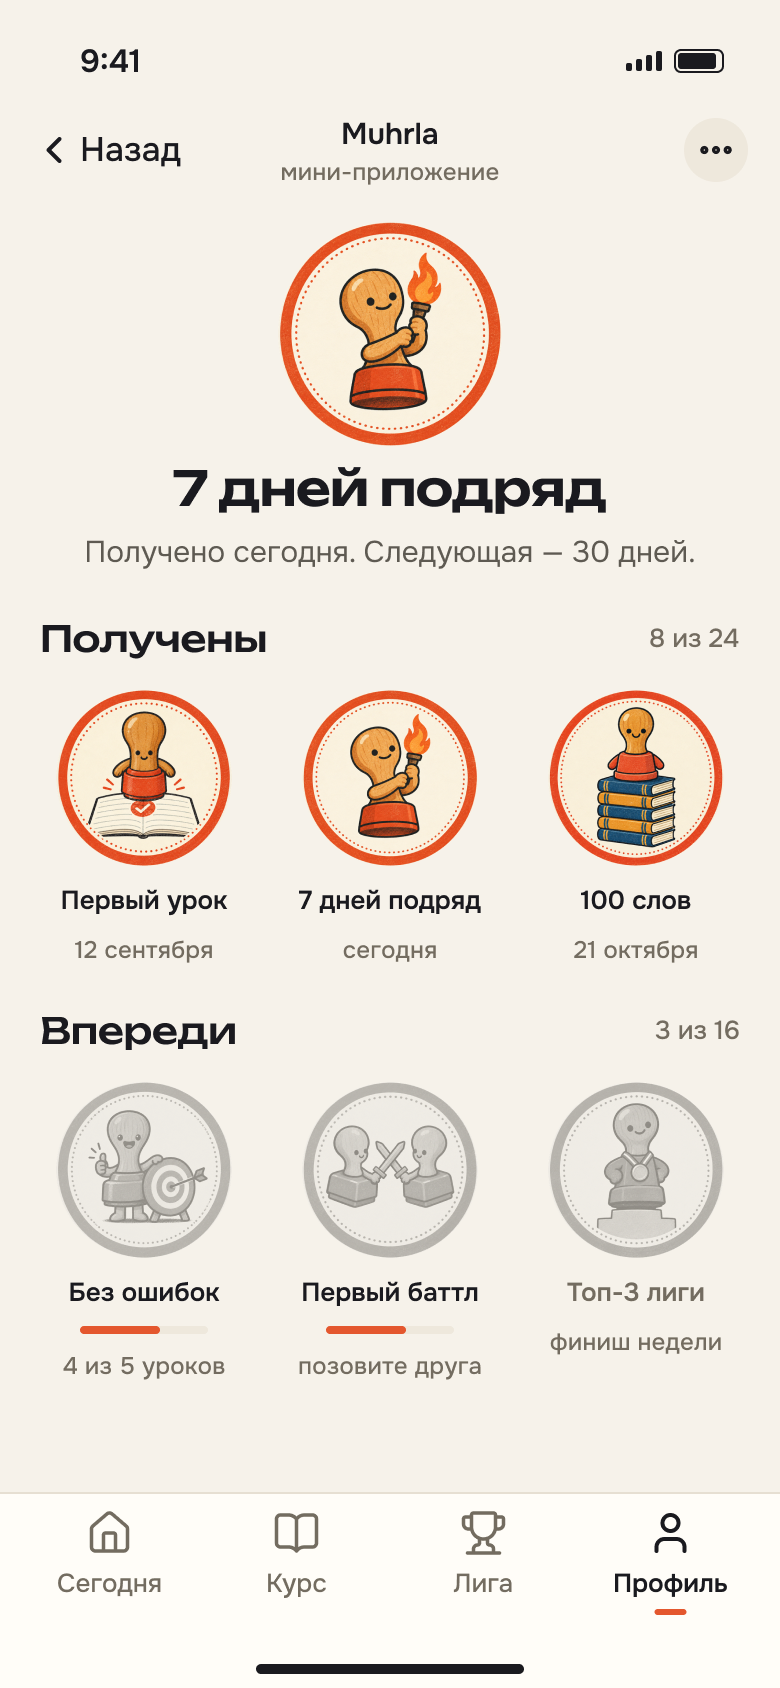 9:41
Назад
Muhrla
мини-приложение
7 дней подряд
Получено сегодня. Следующая — 30 дней.
Получены
8 из 24
Первый урок
7 дней подряд
100 слов
12 сентября
сегодня
21 октября
Впереди
3 из 16
Без ошибок
Первый баттл
Топ-3 лиги
4 из 5 уроков
позовите друга
финиш недели
Сегодня
Курс
Лига
Профиль